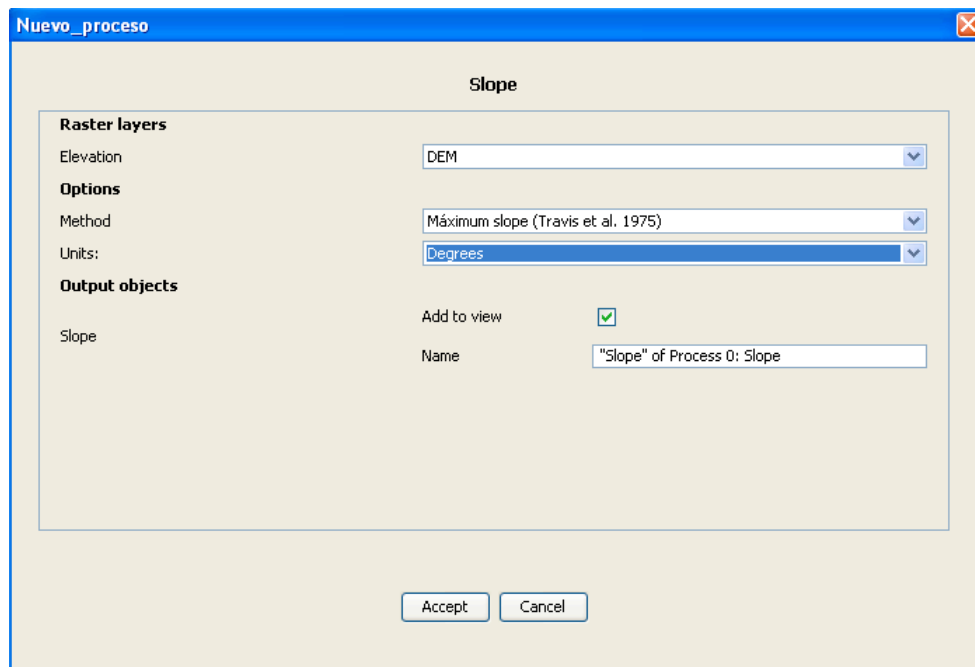 Nuevo_proceso
Slope
Raster layers
Elevation DEM
Options
Method Máximum slope (Travis et al. 1975)
Units: Degrees
Output objects
Slope
Add to view
Name "Slope" of Process 0: Slope
Accept Cancel